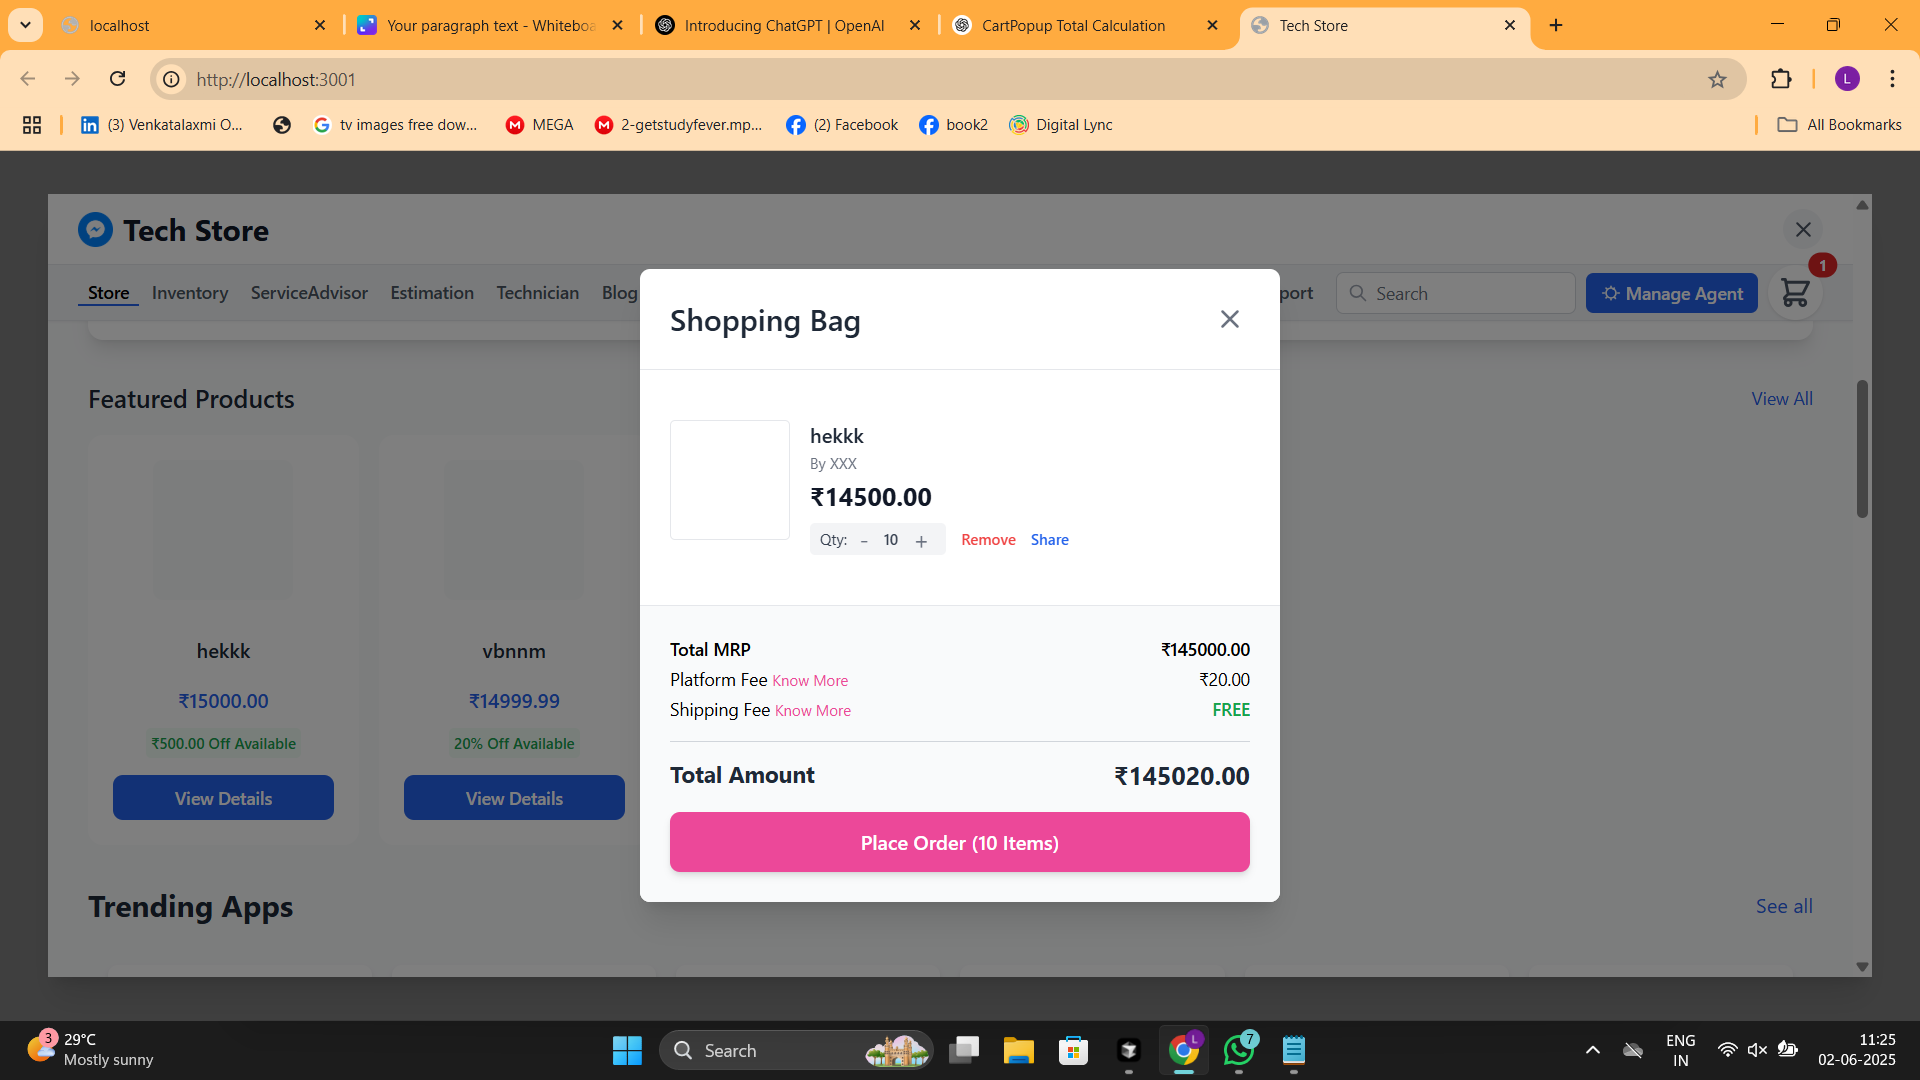 localhost
Your paragraph text - Whiteboa
Introducing ChatGPT | OpenAI
CartPopup Total Calculation
Tech Store
http://localhost:3001
L
(3) Venkatalaxmi O...
tv images free dow...
MEGA
2-getstudyfever.mp...
(2) Facebook
book2
Digital Lync
All Bookmarks
Tech Store
1
Store Inventory ServiceAdvisor Estimation Technician Blog
port
Search
Manage Agent
Featured Products
View All
hekkk
₹15000.00
₹500.00 Off Available
View Details
vbnnm
₹14999.99
20% Off Available
View Details
Trending Apps
See all
Shopping Bag
hekkk
By XXX
₹14500.00
Qty: - 10 +
Remove
Share
Total MRP ₹145000.00
Platform Fee Know More ₹20.00
Shipping Fee Know More FREE
Total Amount ₹145020.00
Place Order (10 Items)
3
29°C
Mostly sunny
Search
L
7
ENG
IN
11:25
02-06-2025